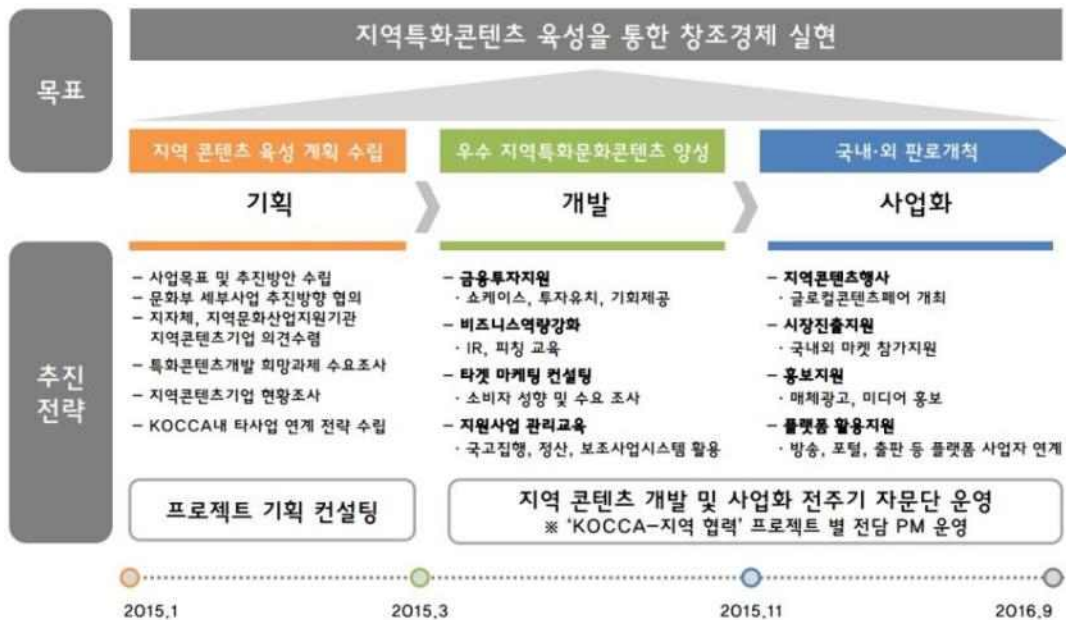 목표
지역특화콘텐츠 육성을 통한 창조경제 실현
지역 콘텐츠 육성 계획 수립
우수 지역특화문화콘텐츠 양성
국내·외 판로개척
기획
개발
사업화
추진
전략
– 사업목표 및 추진방안 수립
– 문화부 세부사업 추진방향 협의
– 지자체, 지역문화산업지원기관
지역콘텐츠기업 의견수렴
– 특화콘텐츠개발 희망과제 수요조사
– 지역콘텐츠기업 현황조사
– KOCCA내 타사업 연계 전략 수립
– 금융투자지원
· 쇼케이스, 투자유치, 기회제공
– 비즈니스역량강화
· IR, 피칭 교육
– 타겟 마케팅 컨설팅
· 소비자 성향 및 수요 조사
– 지원사업 관리교육
· 국고집행, 정산, 보조사업시스템 활용
– 지역콘텐츠행사
· 글로컬콘텐츠페어 개최
– 시장진출지원
· 국내외 마켓 참가지원
– 홍보지원
· 매체광고, 미디어 홍보
– 플랫폼 활용지원
· 방송, 포털, 출판 등 플랫폼 사업자 연계
프로젝트 기획 컨설팅
지역 콘텐츠 개발 및 사업화 전주기 자문단 운영
※ 'KOCCA–지역 협력' 프로젝트 별 전담 PM 운영
2015.1
2015.3
2015.11
2016.9